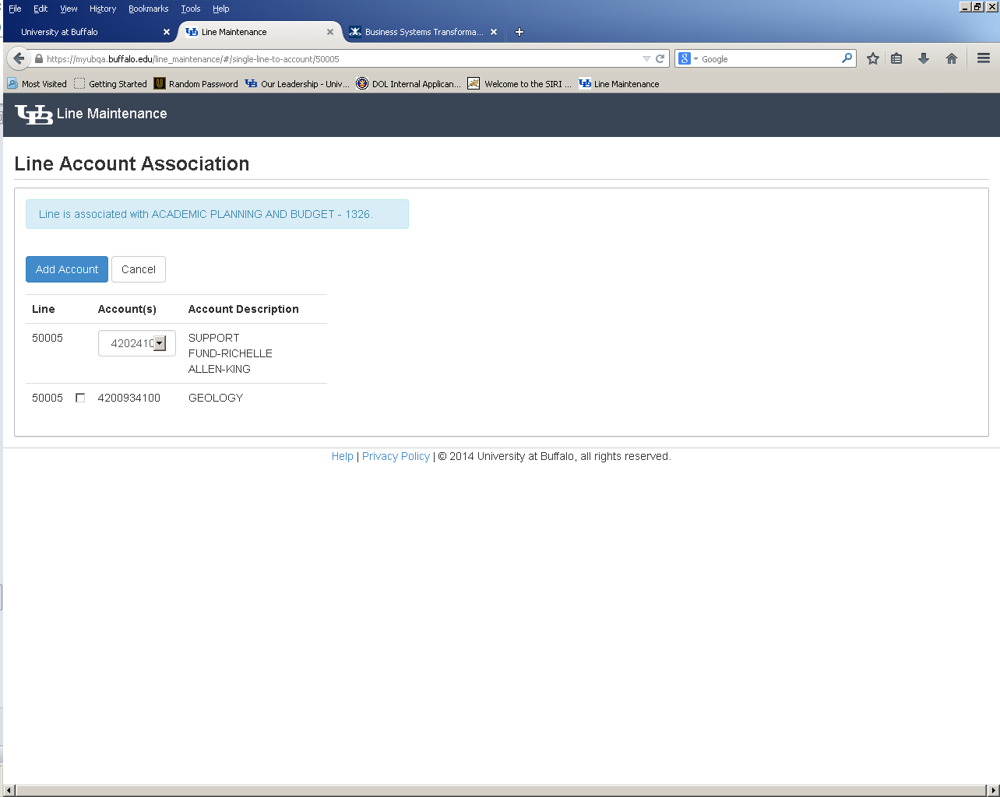 File Edit View History Bookmarks Tools Help
University at Buffalo
Line Maintenance
Business Systems Transforma...
https://myubqa.buffalo.edu/line_maintenance/#/single-line-to-account/50005
8 Google
Most Visited Getting Started Random Password Our Leadership - Univ... DOL Internal Applican... Welcome to the SIRI ... Line Maintenance
UB Line Maintenance
Line Account Association
Line is associated with ACADEMIC PLANNING AND BUDGET - 1326.
Add Account Cancel
Line Account(s) Account Description
50005 4202410 SUPPORT
FUND-RICHELLE
ALLEN-KING
50005 4200934100 GEOLOGY
Help | Privacy Policy | © 2014 University at Buffalo, all rights reserved.